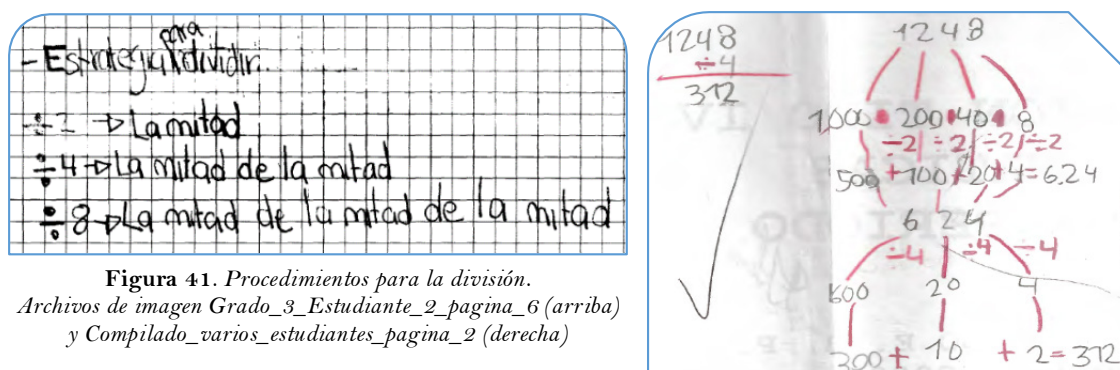 para
- Estrategia dividir.
÷2 → La mitad
÷4 → La mitad de la mitad
÷8 → La mitad de la mitad de la mitad
Figura 41. Procedimientos para la división.
Archivos de imagen Grado_3_Estudiante_2_pagina_6 (arriba)
y Compilado_varios_estudiantes_pagina_2 (derecha)
1248
÷4
312
1248
1000 200 40 8
÷2 ÷2 ÷2 ÷2
500 + 100 + 20 + 4 = 624
624
÷4 ÷4 ÷4
600 20 4
300 + 10 + 2 = 312